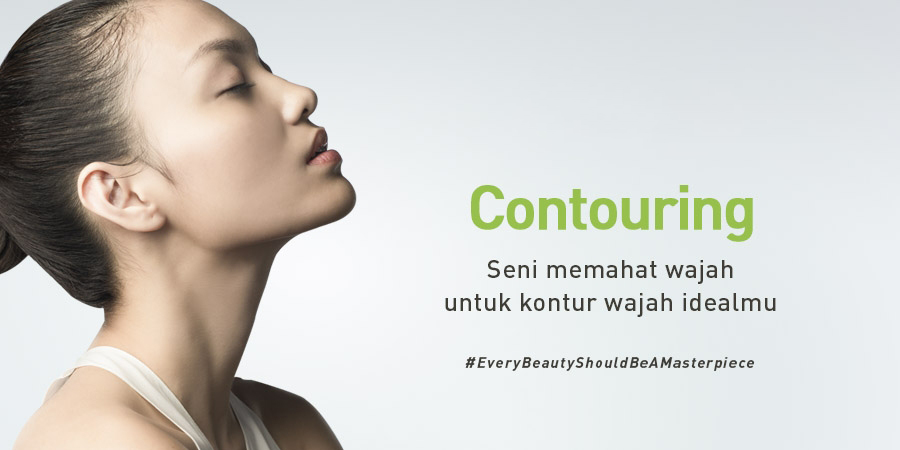 Contouring
Seni memahat wajah
untuk kontur wajah idealmu
#EveryBeautyShouldBeAMasterpiece